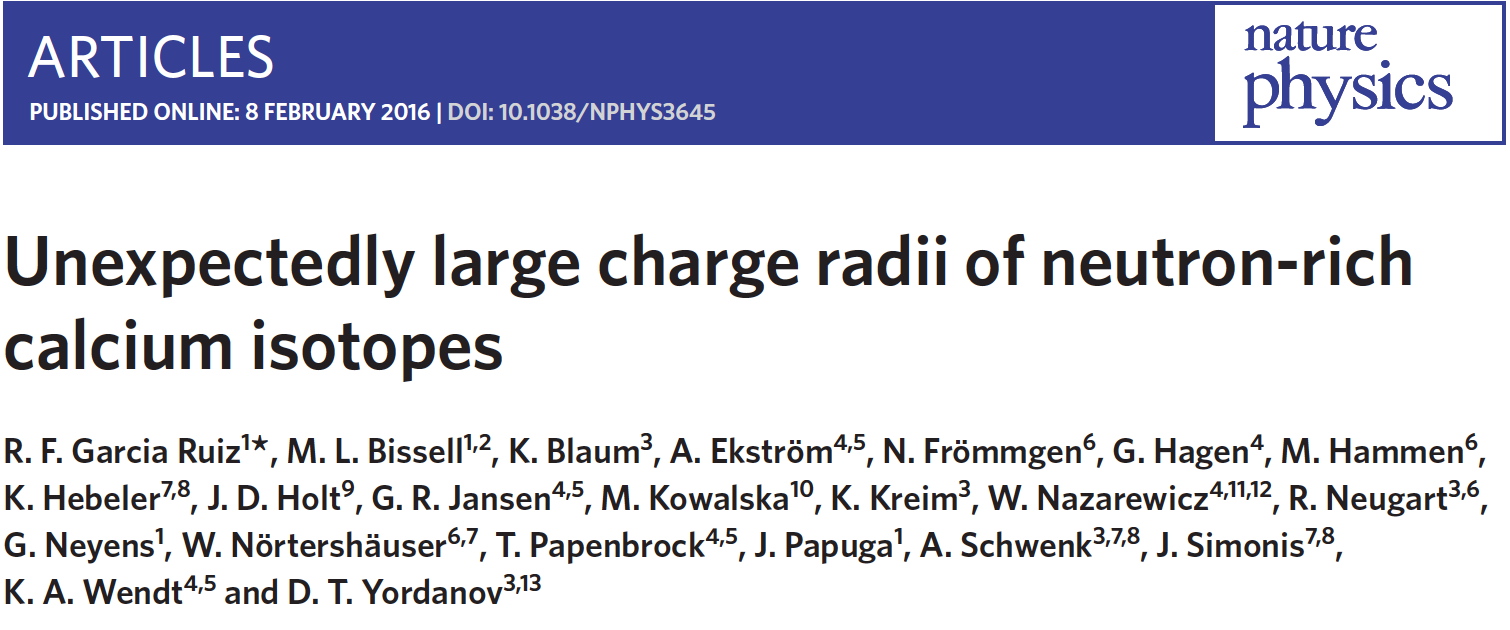 ARTICLES
PUBLISHED ONLINE: 8 FEBRUARY 2016 | DOI: 10.1038/NPHYS3645
nature
physics
Unexpectedly large charge radii of neutron-rich
calcium isotopes
R. F. Garcia Ruiz1★, M. L. Bissell1,2, K. Blaum3, A. Ekström4,5, N. Frömmgen6, G. Hagen4, M. Hammen6,
K. Hebeler7,8, J. D. Holt9, G. R. Jansen4,5, M. Kowalska10, K. Kreim3, W. Nazarewicz4,11,12, R. Neugart3,6,
G. Neyens1, W. Nörtershäuser6,7, T. Papenbrock4,5, J. Papuga1, A. Schwenk3,7,8, J. Simonis7,8,
K. A. Wendt4,5 and D. T. Yordanov3,13